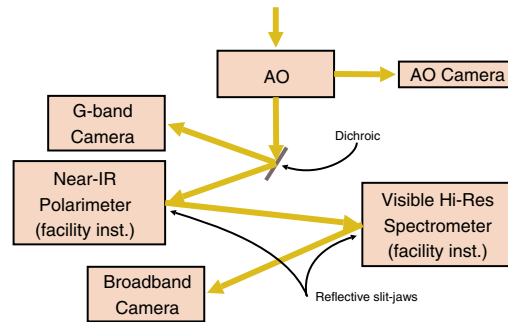 AO
AO Camera
G-band
Camera
Dichroic
Near-IR
Polarimeter
(facility inst.)
Visible Hi-Res
Spectrometer
(facility inst.)
Broadband
Camera
Reflective slit-jaws